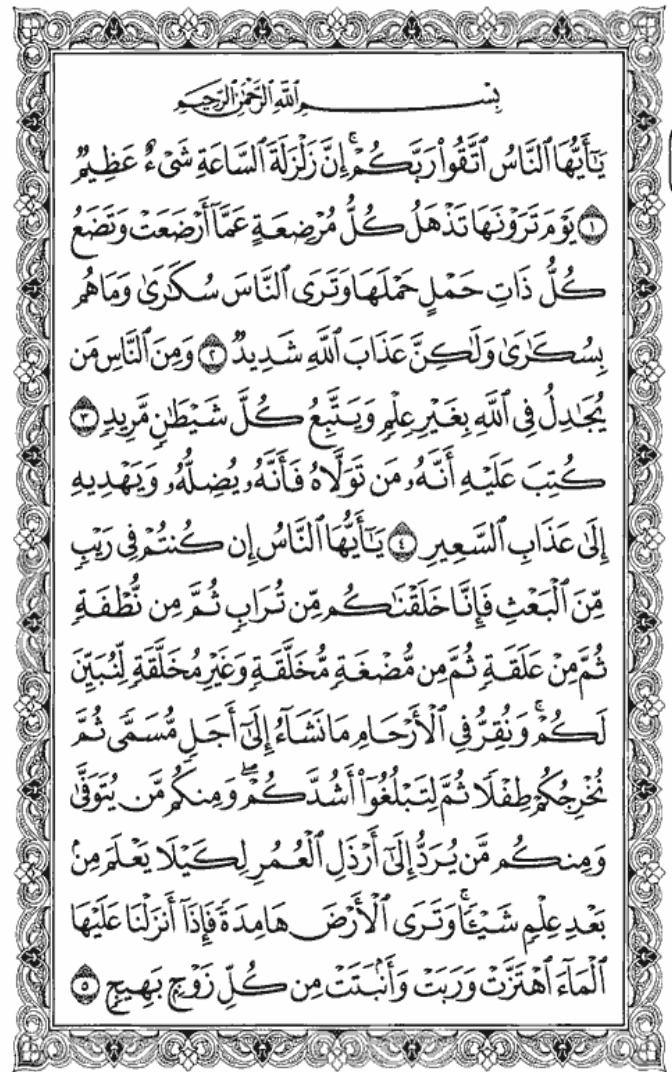 بِسْمِ ٱللَّهِ ٱلرَّحْمَٰنِ ٱلرَّحِيمِ
يَٰٓأَيُّهَا ٱلنَّاسُ ٱتَّقُوا۟ رَبَّكُمْ ۚ إِنَّ زَلْزَلَةَ ٱلسَّاعَةِ شَىْءٌ عَظِيمٌ
١ يَوْمَ تَرَوْنَهَا تَذْهَلُ كُلُّ مُرْضِعَةٍ عَمَّآ أَرْضَعَتْ وَتَضَعُ
كُلُّ ذَاتِ حَمْلٍ حَمْلَهَا وَتَرَى ٱلنَّاسَ سُكَٰرَىٰ وَمَا هُم
بِسُكَٰرَىٰ وَلَٰكِنَّ عَذَابَ ٱللَّهِ شَدِيدٌ ٢ وَمِنَ ٱلنَّاسِ مَن
يُجَٰدِلُ فِى ٱللَّهِ بِغَيْرِ عِلْمٍ وَيَتَّبِعُ كُلَّ شَيْطَٰنٍ مَّرِيدٍ ٣
كُتِبَ عَلَيْهِ أَنَّهُۥ مَن تَوَلَّاهُ فَأَنَّهُۥ يُضِلُّهُۥ وَيَهْدِيهِ
إِلَىٰ عَذَابِ ٱلسَّعِيرِ ٤ يَٰٓأَيُّهَا ٱلنَّاسُ إِن كُنتُمْ فِى رَيْبٍ
مِّنَ ٱلْبَعْثِ فَإِنَّا خَلَقْنَٰكُم مِّن تُرَابٍ ثُمَّ مِن نُّطْفَةٍ
ثُمَّ مِنْ عَلَقَةٍ ثُمَّ مِن مُّضْغَةٍ مُّخَلَّقَةٍ وَغَيْرِ مُخَلَّقَةٍ لِّنُبَيِّنَ
لَكُمْ ۚ وَنُقِرُّ فِى ٱلْأَرْحَامِ مَا نَشَآءُ إِلَىٰٓ أَجَلٍ مُّسَمًّى ثُمَّ
نُخْرِجُكُمْ طِفْلًا ثُمَّ لِتَبْلُغُوٓا۟ أَشُدَّكُمْ ۖ وَمِنكُم مَّن يُتَوَفَّىٰ
وَمِنكُم مَّن يُرَدُّ إِلَىٰٓ أَرْذَلِ ٱلْعُمُرِ لِكَيْلَا يَعْلَمَ مِنۢ
بَعْدِ عِلْمٍ شَيْـًٔا ۚ وَتَرَى ٱلْأَرْضَ هَامِدَةً فَإِذَآ أَنزَلْنَا عَلَيْهَا
ٱلْمَآءَ ٱهْتَزَّتْ وَرَبَتْ وَأَنۢبَتَتْ مِن كُلِّ زَوْجٍۭ بَهِيجٍ ٥